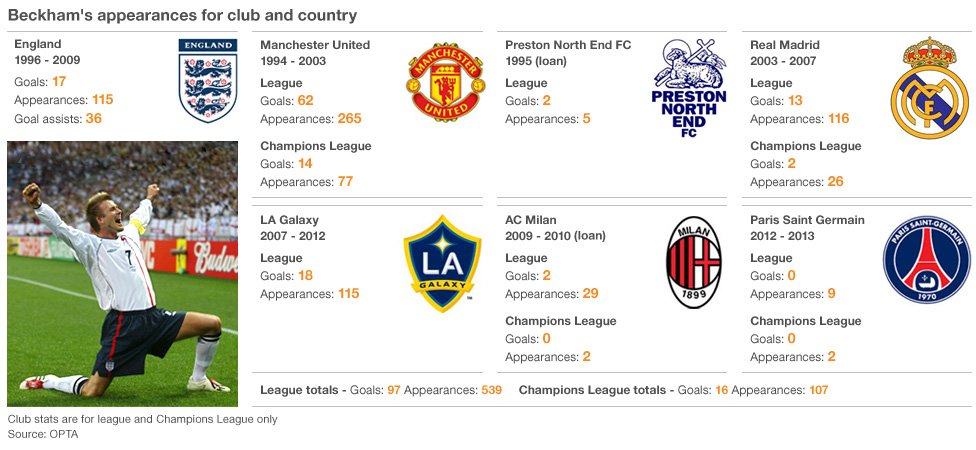 Beckham's appearances for club and country
England
1996 - 2009
Goals: 17
Appearances: 115
Goal assists: 36
ENGLAND
Manchester United
1994 - 2003
League
Goals: 62
Appearances: 265
Champions League
Goals: 14
Appearances: 77
MANCHESTER
UNITED
Preston North End FC
1995 (loan)
League
Goals: 2
Appearances: 5
PRESTON
NORTH
END
FC
Real Madrid
2003 - 2007
League
Goals: 13
Appearances: 116
Champions League
Goals: 2
Appearances: 26
7
Budweiser
LA Galaxy
2007 - 2012
League
Goals: 18
Appearances: 115
LA
GALAXY
AC Milan
2009 - 2010 (loan)
League
Goals: 2
Appearances: 29
Champions League
Goals: 0
Appearances: 2
MILAN
1899
Paris Saint Germain
2012 - 2013
League
Goals: 0
Appearances: 9
Champions League
Goals: 0
Appearances: 2
PARIS SAINT-GERMAIN
1970
League totals - Goals: 97 Appearances: 539 Champions League totals - Goals: 16 Appearances: 107
Club stats are for league and Champions League only
Source: OPTA